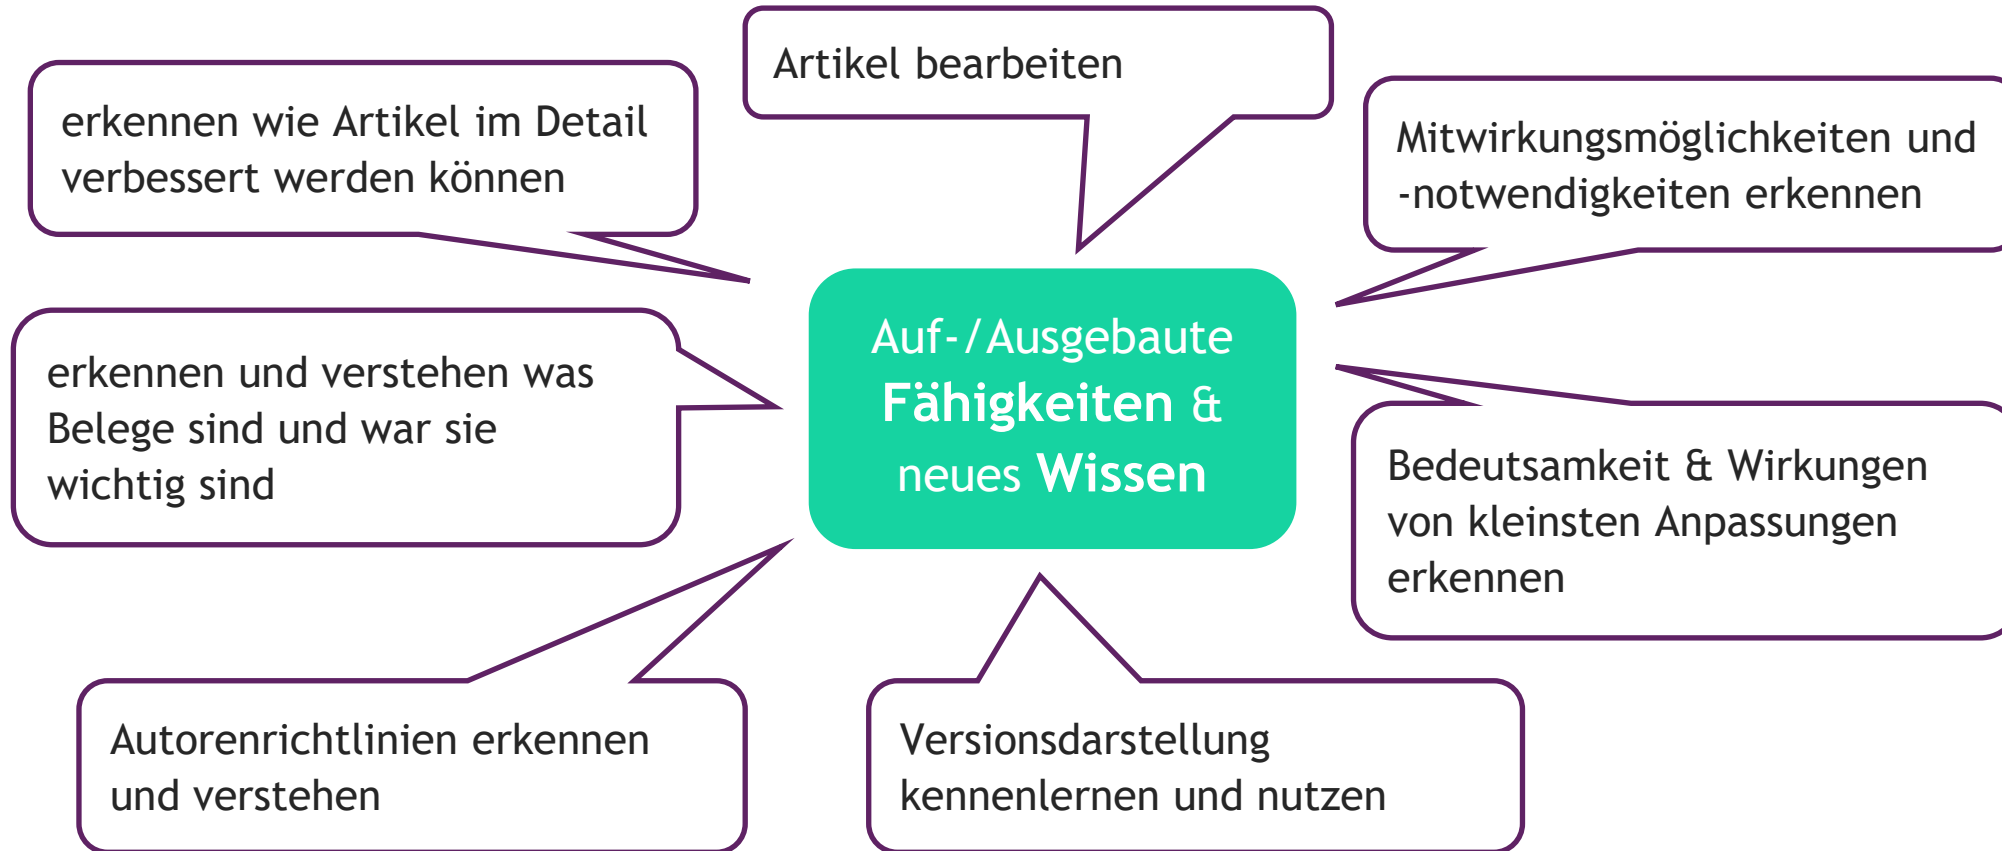 Artikel bearbeiten
erkennen wie Artikel im Detail
verbessert werden können
Mitwirkungsmöglichkeiten und
-notwendigkeiten erkennen
Auf-/Ausgebaute
Fähigkeiten &
neues Wissen
erkennen und verstehen was
Belege sind und war sie
wichtig sind
Bedeutsamkeit & Wirkungen
von kleinsten Anpassungen
erkennen
Autorenrichtlinien erkennen
und verstehen
Versionsdarstellung
kennenlernen und nutzen